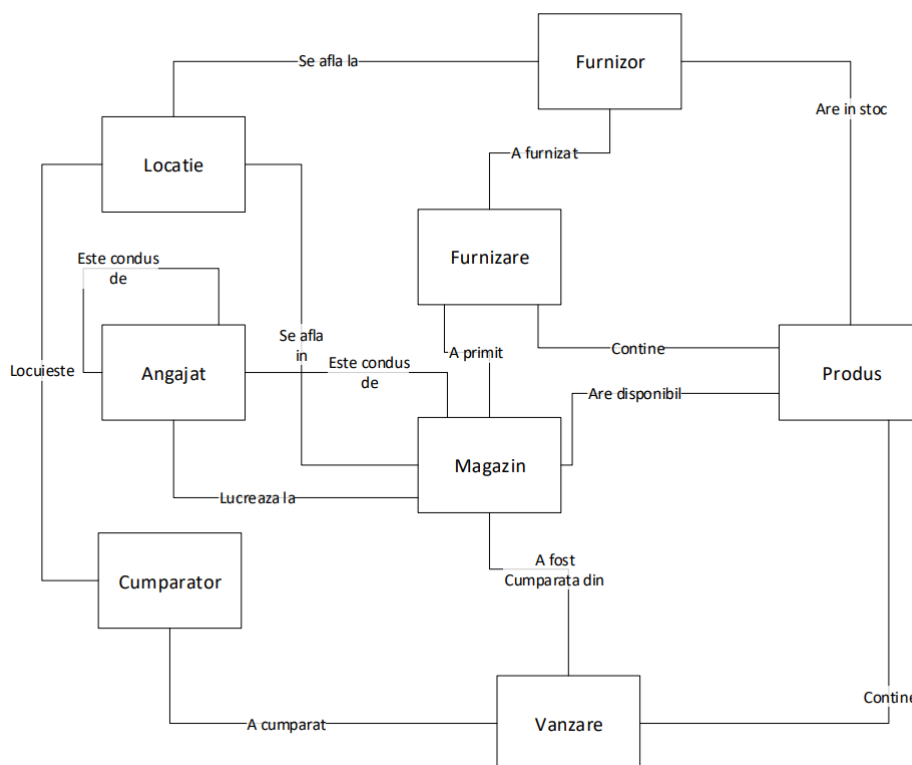 Furnizor
Se afla la
Are in stoc
A furnizat
Locatie
Furnizare
Este condus
de
Se afla
in
A primit
Contine
Este condus
de
Locuieste
Angajat
Produs
Are disponibil
Magazin
Lucreaza la
A fost
Cumparata din
Cumparator
Contine
A cumparat
Vanzare